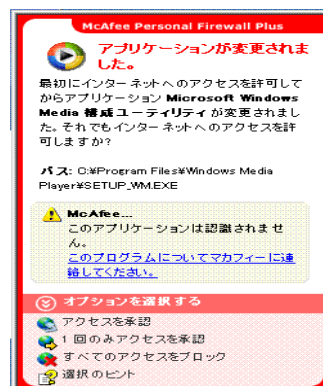 McAfee Personal Firewall Plus
アプリケーションが変更されま
した。
最初にインターネットへのアクセスを許可して
からアプリケーション Microsoft Windows
Media 構成ユーティリティ が変更されまし
た。それでもインターネットへのアクセスを許
可しますか?
パス: C:¥Program Files¥Windows Media
Player¥SETUP_WM.EXE
McAfee...
このアプリケーションは認識されませ
ん。
このプログラムについてマカフィーに連
絡してください。
オプションを選択する
アクセスを承認
1 回のみアクセスを承認
すべてのアクセスをブロック
選択のヒント